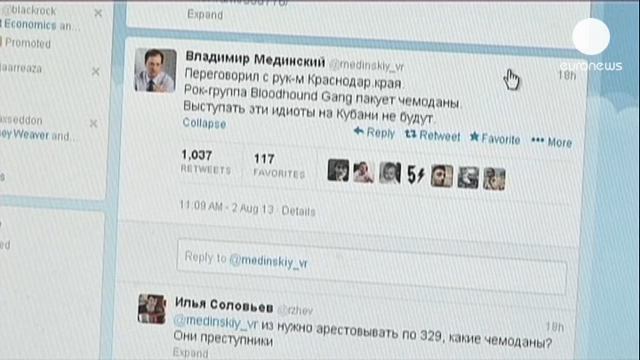 @blackrock
Economics an...
Promoted
aarreaza
xseddon
ey Weaver and...
Expand
euronews
Владимир Мединский @medinskiy_vr
18h
Переговорил с рук-м Краснодар.края.
Рок-группа Bloodhound Gang пакует чемоданы.
Выступать эти идиоты на Кубани не будут.
Collapse
Reply Retweet Favorite More
1,037 117
RETWEETS FAVORITES
11:09 AM - 2 Aug 13 · Details
Reply to @medinskiy_vr
Илья Соловьев @rzhev
18h
@medinskiy_vr из нужно арестовывать по 329, какие чемоданы?
Они преступники
Expand